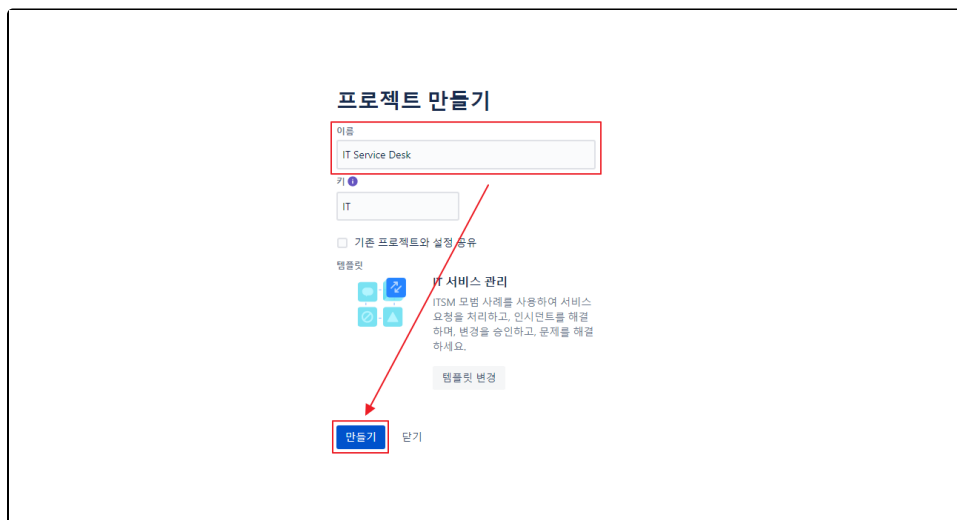 프로젝트 만들기
이름
IT Service Desk
키
IT
기존 프로젝트와 설정 공유
템플릿
IT 서비스 관리
ITSM 모범 사례를 사용하여 서비스
요청을 처리하고, 인시던트를 해결
하며, 변경을 승인하고, 문제를 해결
하세요.
템플릿 변경
만들기 닫기